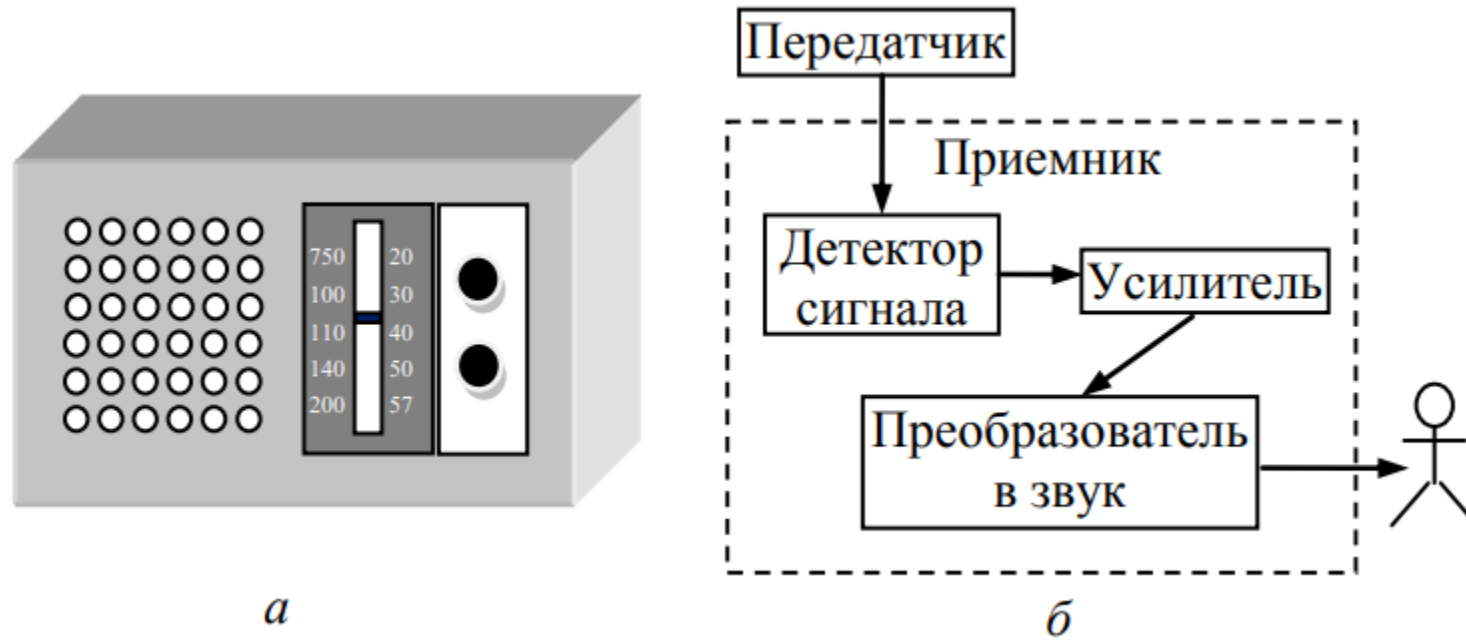 750 20
100 30
110 40
140 50
200 57
а
Передатчик
Приемник
Детектор
сигнала
Усилитель
Преобразователь
в звук
б